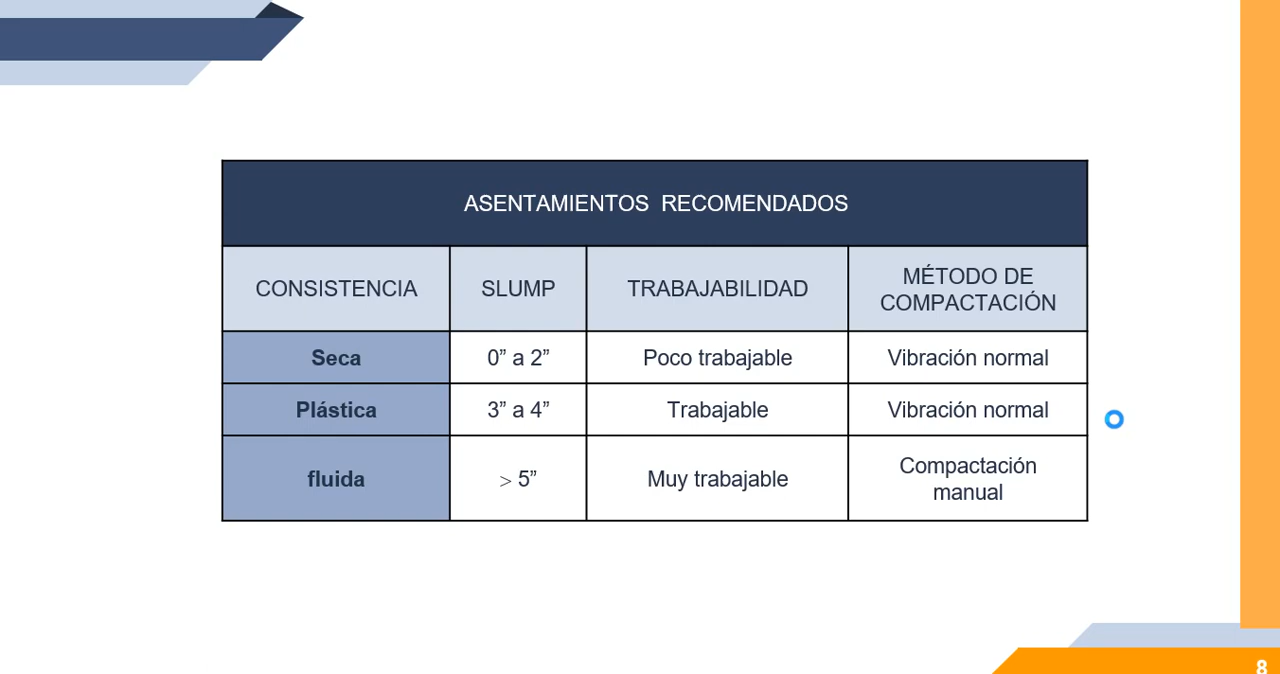 ASENTAMIENTOS RECOMENDADOS
CONSISTENCIA SLUMP TRABAJABILIDAD MÉTODO DE COMPACTACIÓN
Seca 0” a 2” Poco trabajable Vibración normal
Plástica 3” a 4” Trabajable Vibración normal
fluida > 5” Muy trabajable Compactación manual
8